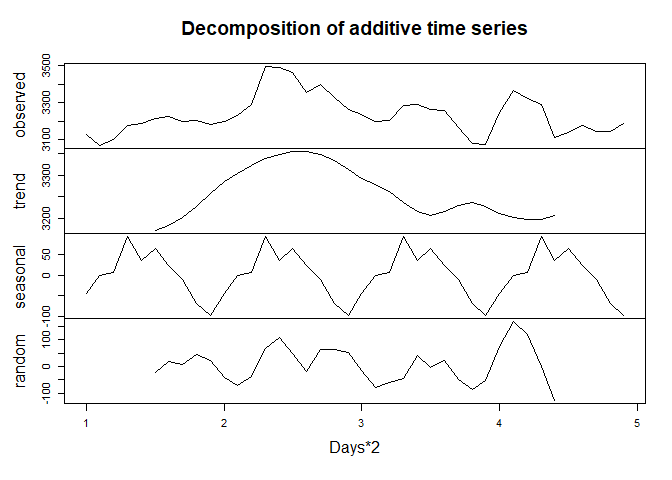 Decomposition of additive time series
observed
3100 3300 3500
trend
3200 3300
seasonal
-100 0 50
random
-100 0 100
1 2 3 4 5
Days*2